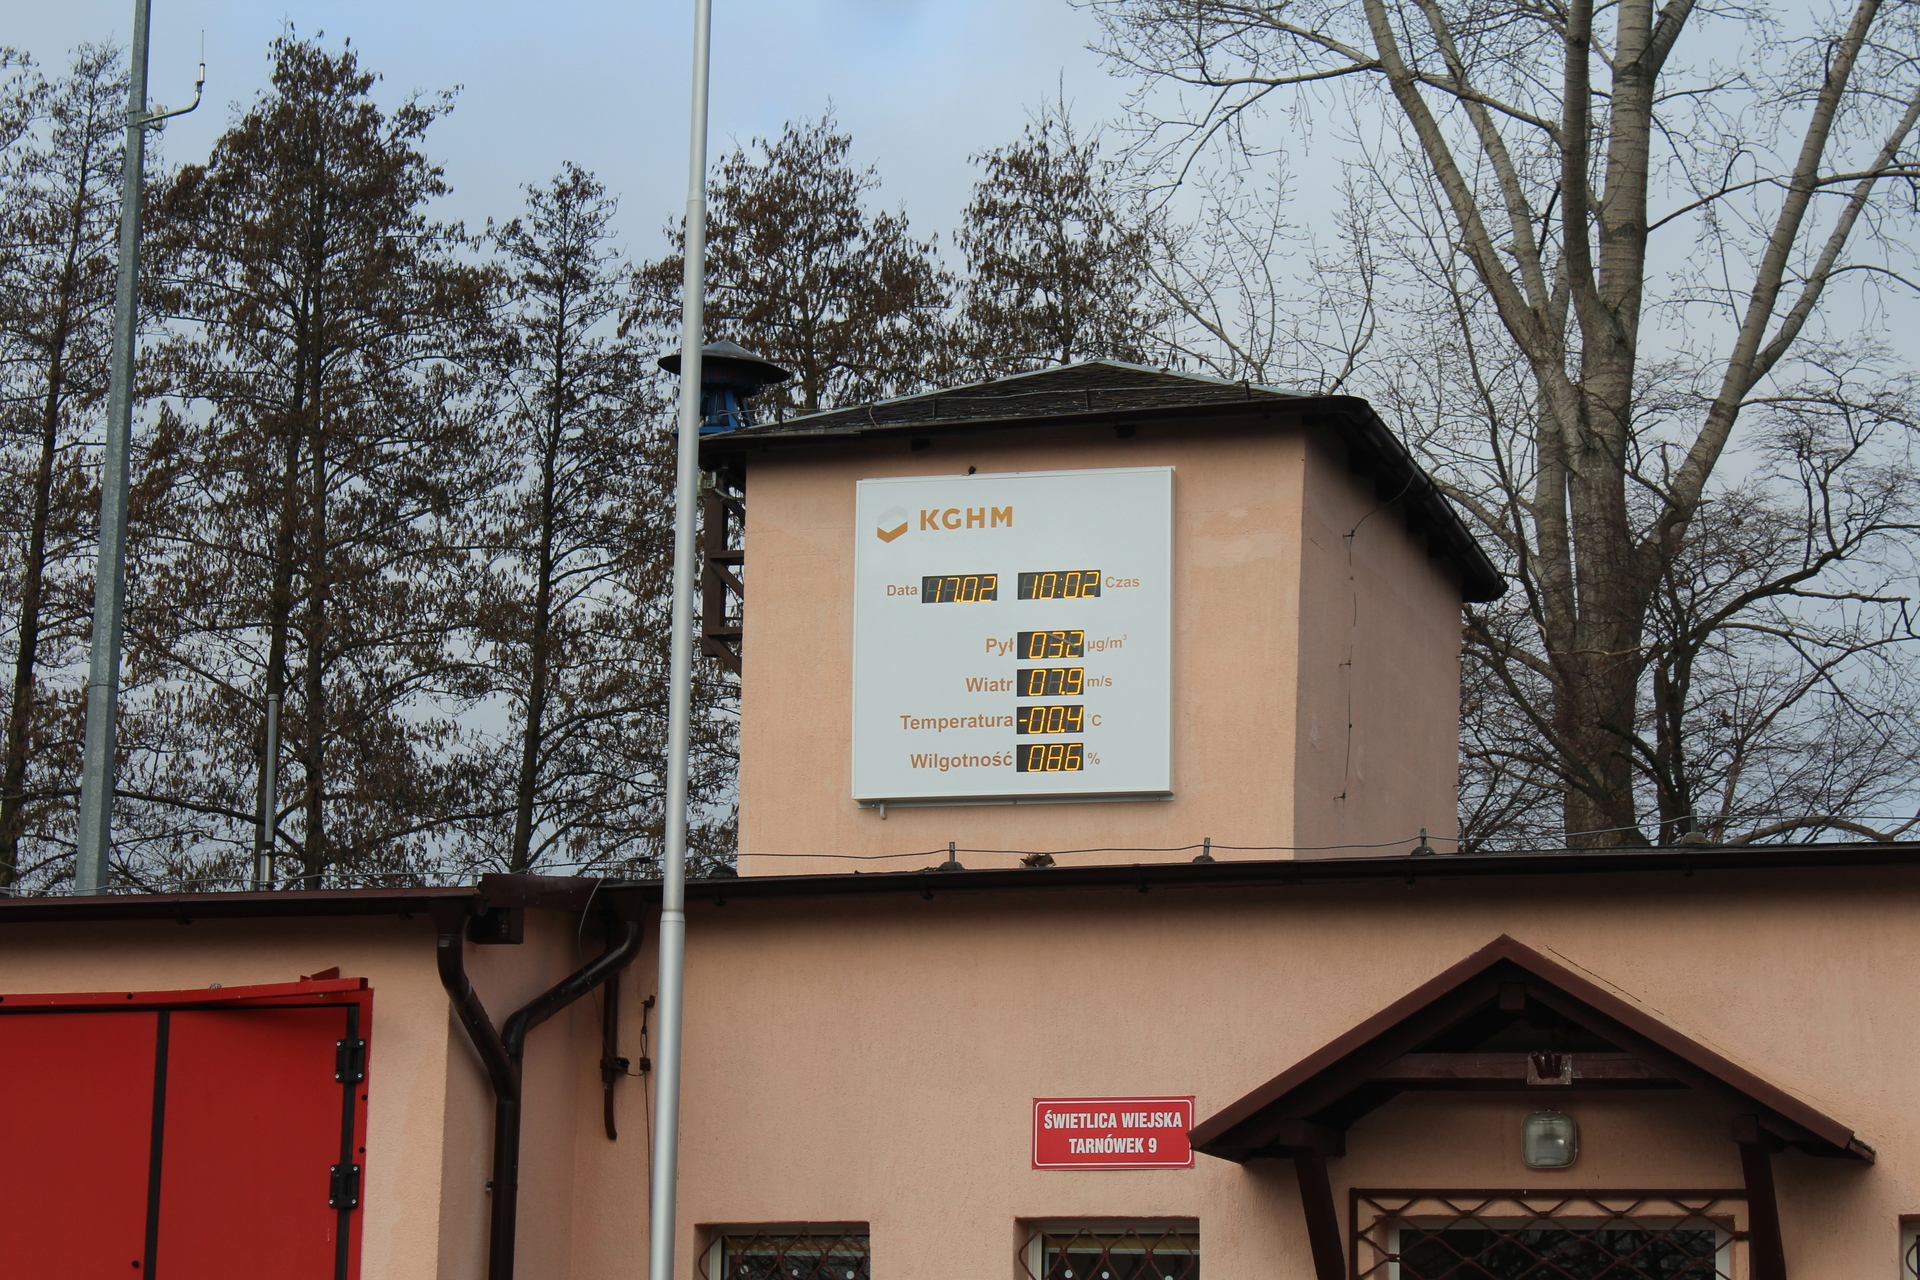 KGHM
Data 17.02 10:02 Czas
Pył 032 µg/m³
Wiatr 07.9 m/s
Temperatura -00.4 °C
Wilgotność 086 %
ŚWIETLICA WIEJSKA
TARNÓWEK 9